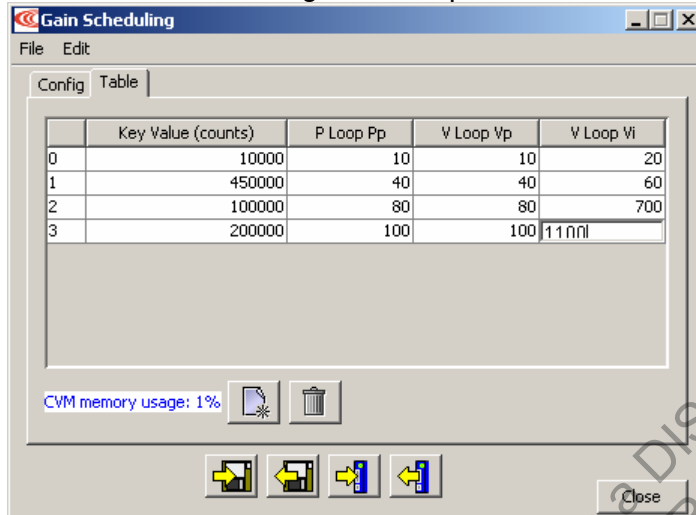 Gain Scheduling
File Edit
Config Table
Key Value (counts) P Loop Pp V Loop Vp V Loop Vi
0 10000 10 10 20
1 450000 40 40 60
2 100000 80 80 700
3 200000 100 100 1100
CVM memory usage: 1%
Close